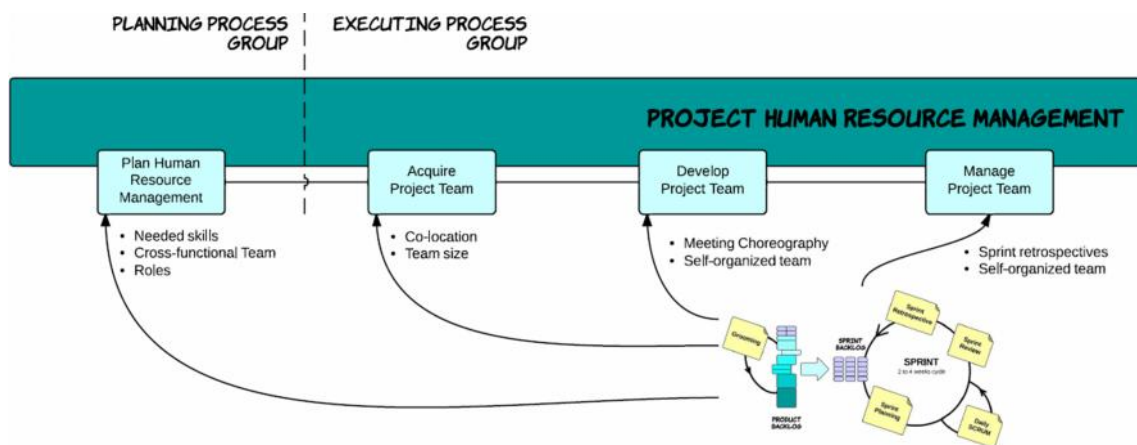 PLANNING PROCESS
GROUP
EXECUTING PROCESS
GROUP
PROJECT HUMAN RESOURCE MANAGEMENT
Plan Human
Resource
Management
Acquire
Project Team
Develop
Project Team
Manage
Project Team
• Needed skills
• Cross-functional Team
• Roles
• Co-location
• Team size
• Meeting Choreography
• Self-organized team
• Sprint retrospectives
• Self-organized team
Grooming
PRODUCT
BACKLOG
SPRINT
BACKLOG
Sprint
Retrospective
Sprint
Review
SPRINT
2 to 4 weeks cycle
Sprint
Planning
Daily
SCRUM